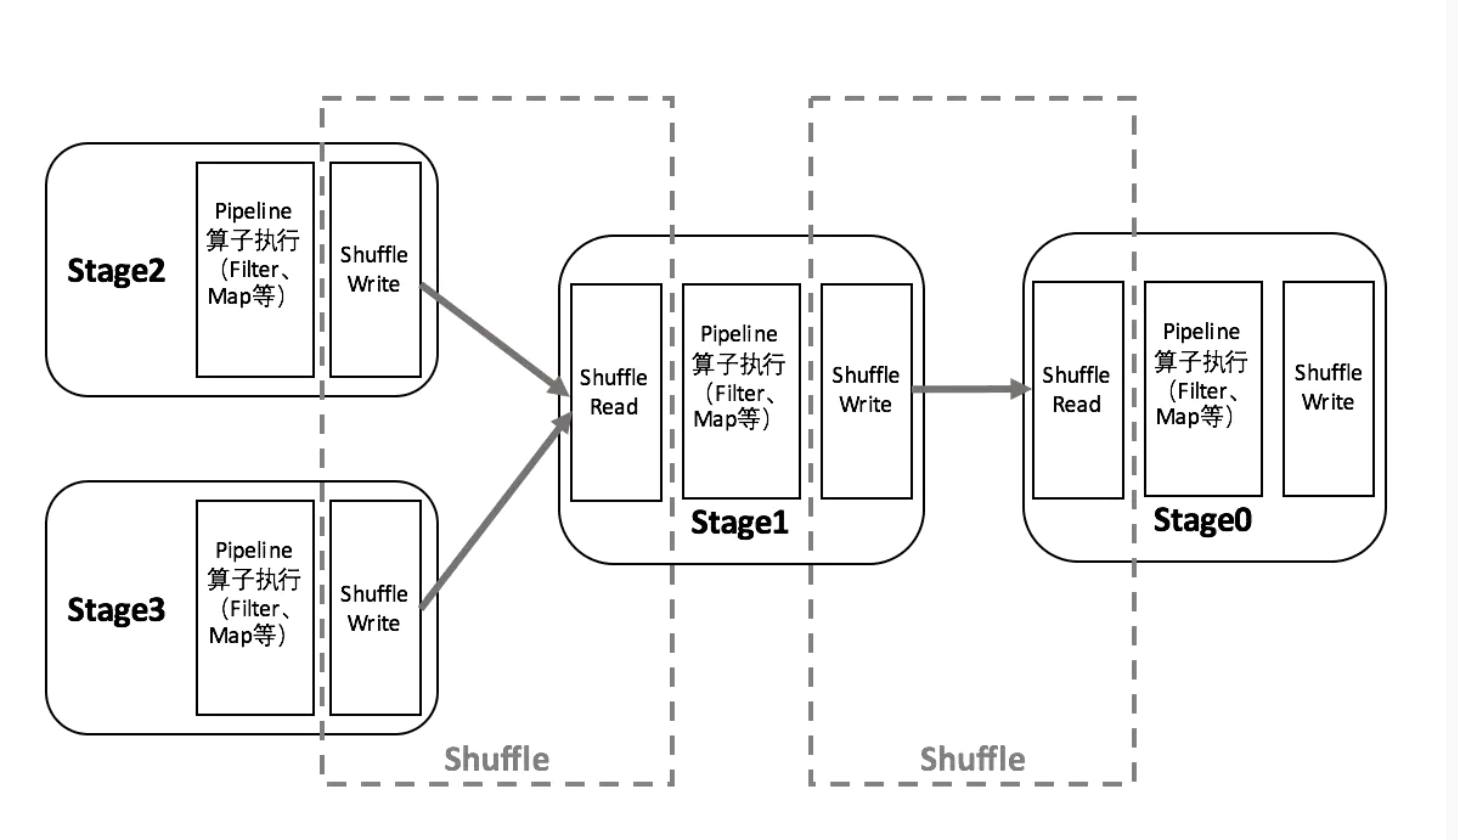 Stage2
Pipeline
算子执行
（Filter、
Map等）
Shuffle
Write
Stage3
Pipeline
算子执行
（Filter、
Map等）
Shuffle
Write
Shuffle
Shuffle
Read
Pipeline
算子执行
（Filter、
Map等）
Shuffle
Write
Stage1
Shuffle
Shuffle
Read
Pipeline
算子执行
（Filter、
Map等）
Shuffle
Write
Stage0